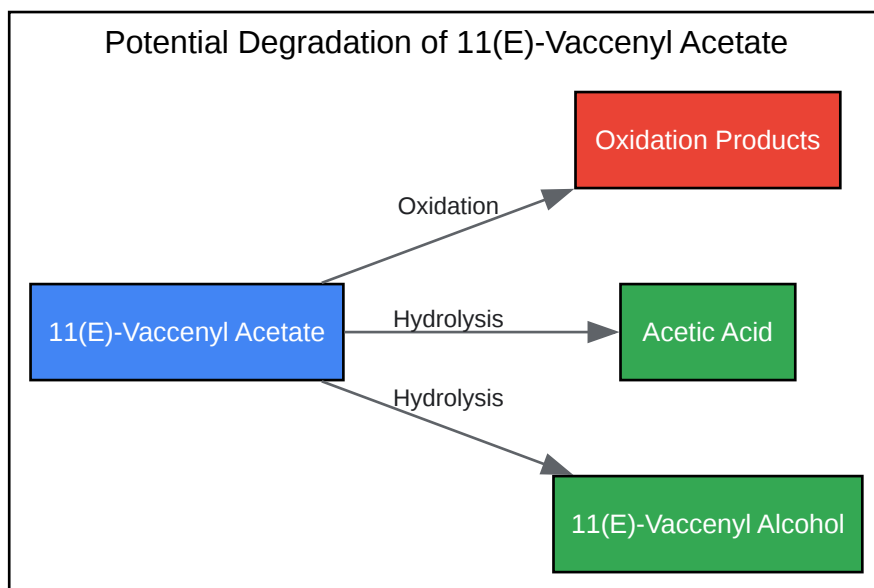 Potential Degradation of 11(E)-Vaccenyl Acetate
Oxidation Products
Oxidation
11(E)-Vaccenyl Acetate
Hydrolysis
Acetic Acid
Hydrolysis
11(E)-Vaccenyl Alcohol